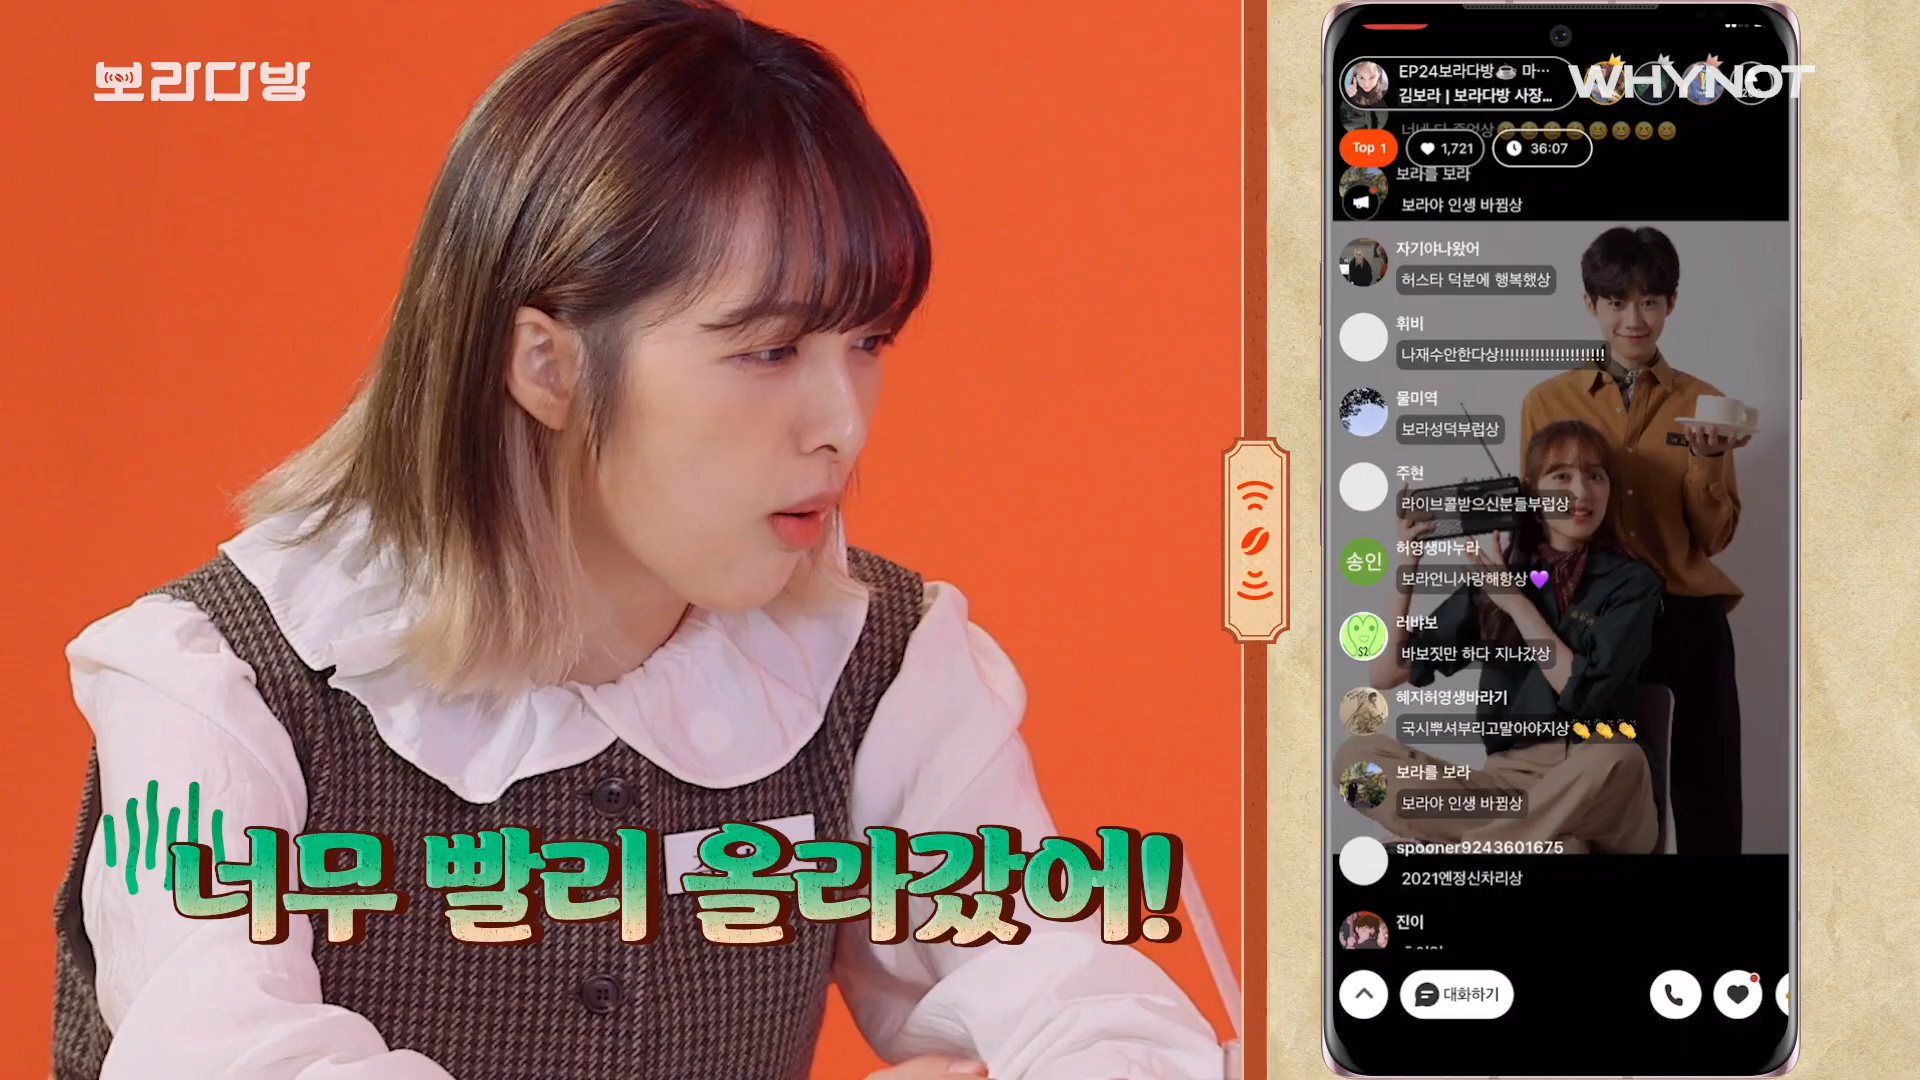 보라다방
WHYNOT
EP24보라다방☕ 마…
김보라 | 보라다방 사장...
Top 1
1,721
36:07
보라를 보라
보라야 인생 바뀜상
자기야나왔어
허스타 덕분에 행복했상
휘비
나재수안한다상!!!!!!!!!!!!!!!!!!!!!
물미역
보라성덕부럽상
주현
라이브콜받으신분들부럽상
송인
허영생마누라
보라언니사랑해항상💜
러뱌보
S2
바보짓만 하다 지나갔상
혜지허영생바라기
국시뿌셔부리고말아야지상👏👏👏
보라를 보라
보라야 인생 바뀜상
spooner9243601675
2021엔정신차리상
진이
대화하기
너무 빨리 올라갔어!